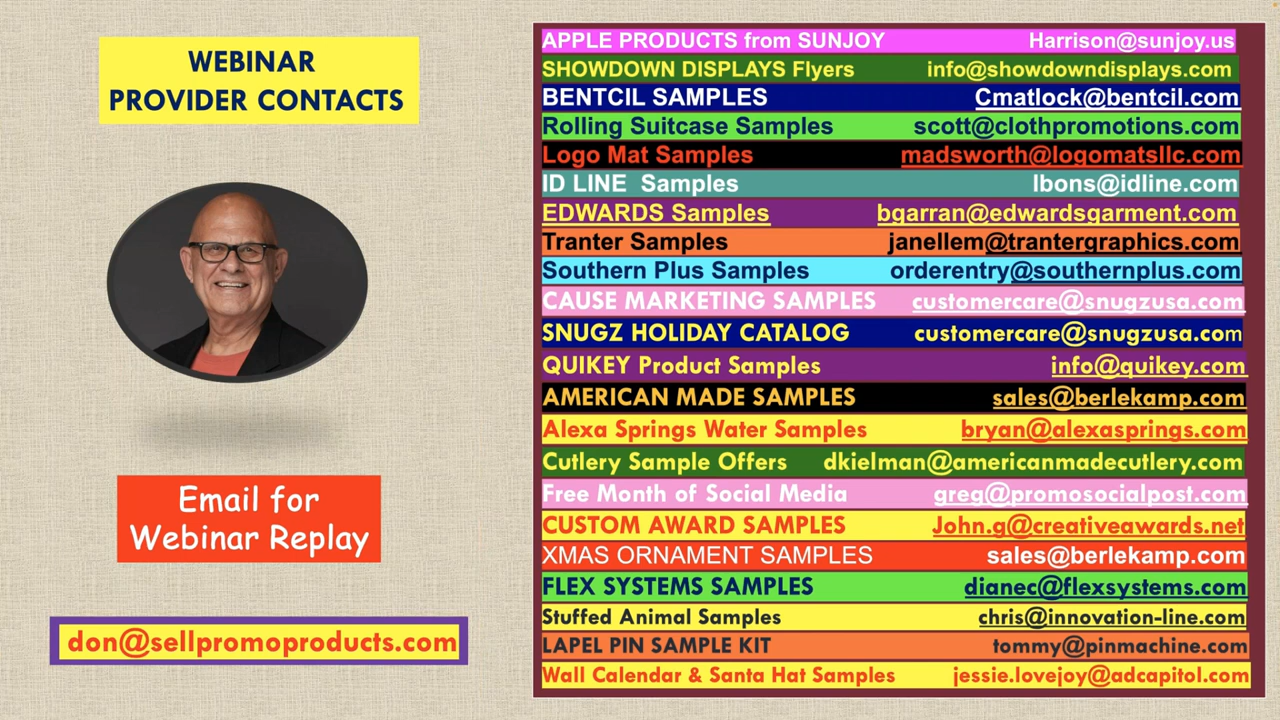 WEBINAR
PROVIDER CONTACTS
Email for
Webinar Replay
don@sellpromoproducts.com
APPLE PRODUCTS from SUNJOY Harrison@sunjoy.us
SHOWDOWN DISPLAYS Flyers info@showdowndisplays.com
BENTCIL SAMPLES Cmatlock@bentcil.com
Rolling Suitcase Samples scott@clothpromotions.com
Logo Mat Samples madsworth@logomatsllc.com
ID LINE Samples lbons@idline.com
EDWARDS Samples bgarran@edwardsgarment.com
Tranter Samples janellem@trantergraphics.com
Southern Plus Samples orderentry@southernplus.com
CAUSE MARKETING SAMPLES customercare@snugzusa.com
SNUGZ HOLIDAY CATALOG customercare@snugzusa.com
QUIKEY Product Samples info@quikey.com
AMERICAN MADE SAMPLES sales@berlekamp.com
Alexa Springs Water Samples bryan@alexasprings.com
Cutlery Sample Offers dkielman@americanmadecutlery.com
Free Month of Social Media greg@promosocialpost.com
CUSTOM AWARD SAMPLES John.g@creativeawards.net
XMAS ORNAMENT SAMPLES sales@berlekamp.com
FLEX SYSTEMS SAMPLES dianec@flexsystems.com
Stuffed Animal Samples chris@innovation-line.com
LAPEL PIN SAMPLE KIT tommy@pinmachine.com
Wall Calendar & Santa Hat Samples jessie.lovejoy@adcapitol.com